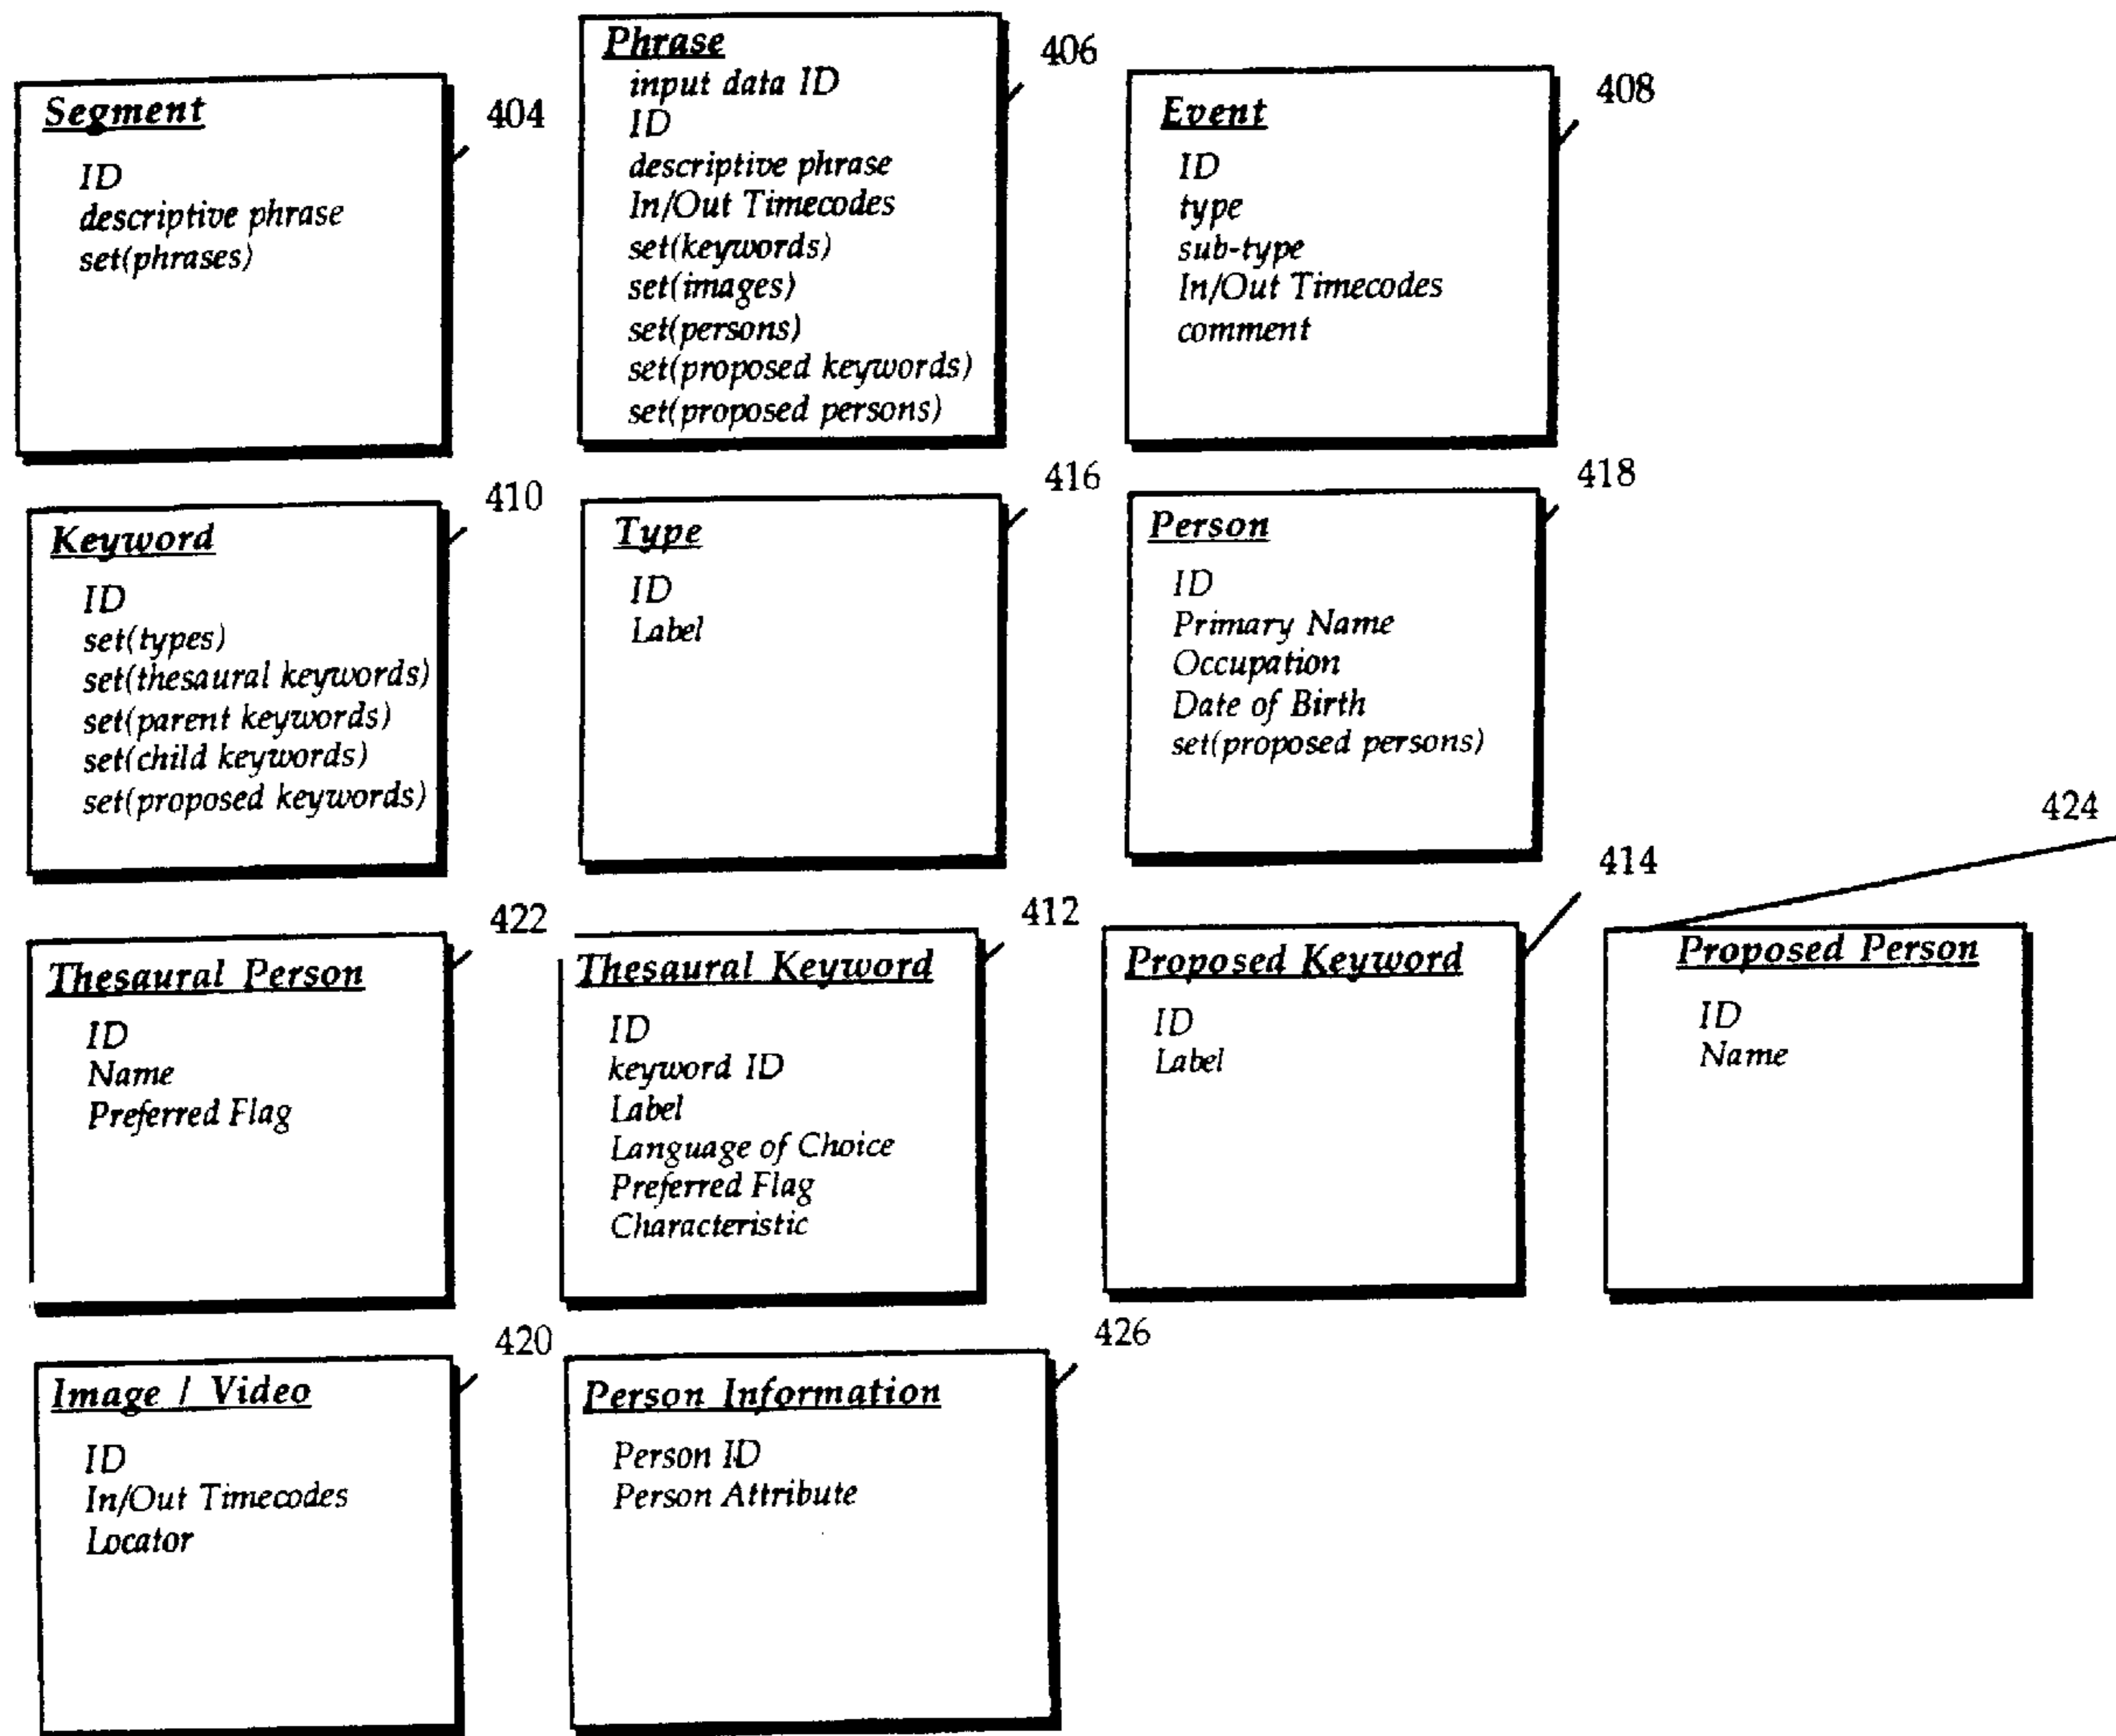 Segment
ID
descriptive phrase
set(phrases)
404
Phrase
input data ID
ID
descriptive phrase
In/Out Timecodes
set(keywords)
set(images)
set(persons)
set(proposed keywords)
set(proposed persons)
406
Event
ID
type
sub-type
In/Out Timecodes
comment
408
Keyword
ID
set(types)
set(thesaural keywords)
set(parent keywords)
set(child keywords)
set(proposed keywords)
410
Type
ID
Label
416
Person
ID
Primary Name
Occupation
Date of Birth
set(proposed persons)
418
Thesaural Person
ID
Name
Preferred Flag
422
Thesaural Keyword
ID
keyword ID
Label
Language of Choice
Preferred Flag
Characteristic
412
Proposed Keyword
ID
Label
414
Proposed Person
ID
Name
424
Image / Video
ID
In/Out Timecodes
Locator
420
Person Information
Person ID
Person Attribute
426